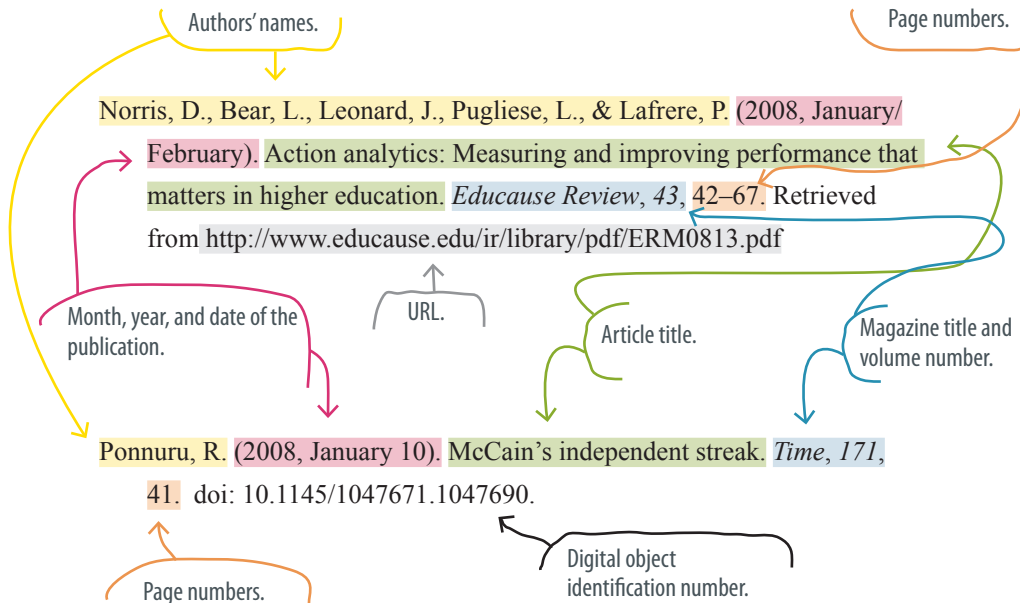 Authors' names.
Page numbers.
Norris, D., Bear, L., Leonard, J., Pugliese, L., & Lafrere, P. (2008, January/
February). Action analytics: Measuring and improving performance that
matters in higher education. Educause Review, 43, 42–67. Retrieved
from http://www.educause.edu/ir/library/pdf/ERM0813.pdf
Month, year, and date of the
publication.
URL.
Article title.
Magazine title and
volume number.
Ponnuru, R. (2008, January 10). McCain's independent streak. Time, 171,
41. doi: 10.1145/1047671.1047690.
Page numbers.
Digital object
identification number.